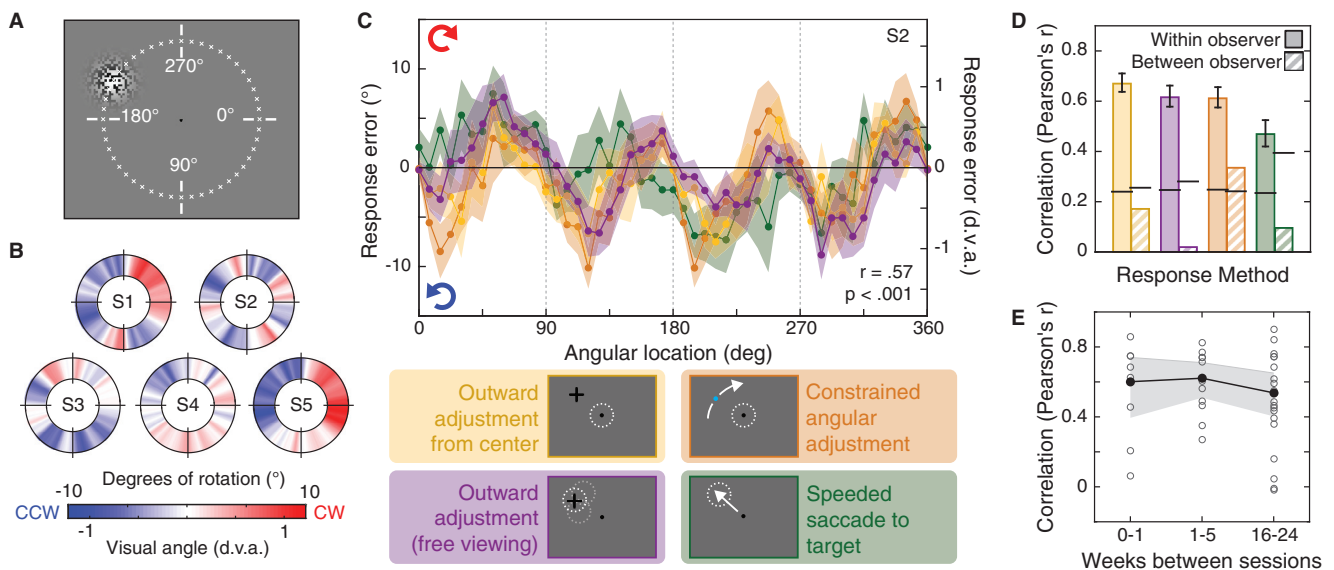 A
270°
180°
0°
90°
B
S1
S2
S3
S4
S5
Degrees of rotation (°)
-10
10
CCW
CW
-1
1
Visual angle (d.v.a.)
C
S2
Response error (°)
10
0
-10
Response error (d.v.a.)
1
0
-1
r = .57
p < .001
0
90
180
270
360
Angular location (deg)
Outward
adjustment
from center
Constrained
angular
adjustment
Outward
adjustment
(free viewing)
Speeded
saccade to
target
D
Correlation (Pearson's r)
0.8
0.6
0.4
0.2
0
Within observer
Between observer
Response Method
E
Correlation (Pearson's r)
0.8
0.4
0
0-1
1-5
16-24
Weeks between sessions